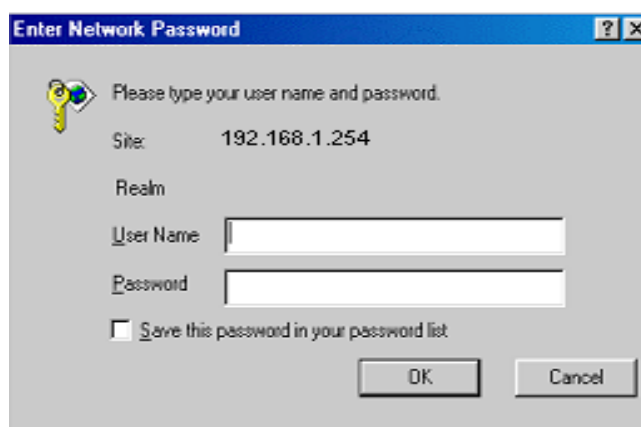 Enter Network Password
Please type your user name and password.
Site: 192.168.1.254
Realm
User Name
Password
Save this password in your password list
OK Cancel